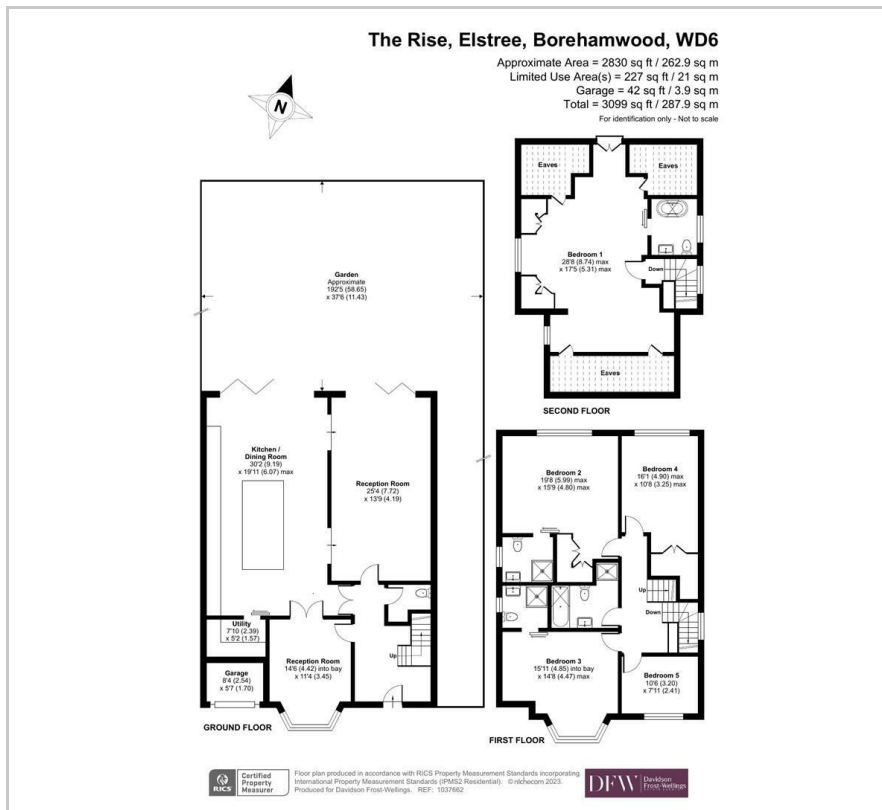 The Rise, Elstree, Borehamwood, WD6
Approximate Area = 2830 sq ft / 262.9 sq m
Limited Use Area(s) = 227 sq ft / 21 sq m
Garage = 42 sq ft / 3.9 sq m
Total = 3099 sq ft / 287.9 sq m
For identification only - Not to scale
N
Eaves
Eaves
Bedroom 1
28'8 (8.74) max
x 17'5 (5.31) max
Down
Eaves
SECOND FLOOR
Garden
Approximate
192'5 (58.65)
x 37'6 (11.43)
Kitchen /
Dining Room
30'2 (9.19)
x 19'11 (6.07) max
Reception Room
25'4 (7.72)
x 13'9 (4.19)
Utility
7'10 (2.39)
x 5'2 (1.57)
Garage
8'4 (2.54)
x 5'7 (1.70)
Reception Room
14'6 (4.42) into bay
x 11'4 (3.45)
Up
GROUND FLOOR
Bedroom 2
19'8 (5.99) max
x 15'9 (4.80) max
Bedroom 4
16'1 (4.90) max
x 10'8 (3.25) max
Up
Down
Bedroom 3
15'11 (4.85) into bay
x 14'8 (4.47) max
Bedroom 5
10'6 (3.20)
x 7'11 (2.41)
FIRST FLOOR
RICS
Certified
Property
Measurer
Floor plan produced in accordance with RICS Property Measurement Standards incorporating
International Property Measurement Standards (IPMS2 Residential). © nichecom 2023.
Produced for Davidson Frost-Wellings. REF: 1037662
DFW
Davidson
Frost-Wellings